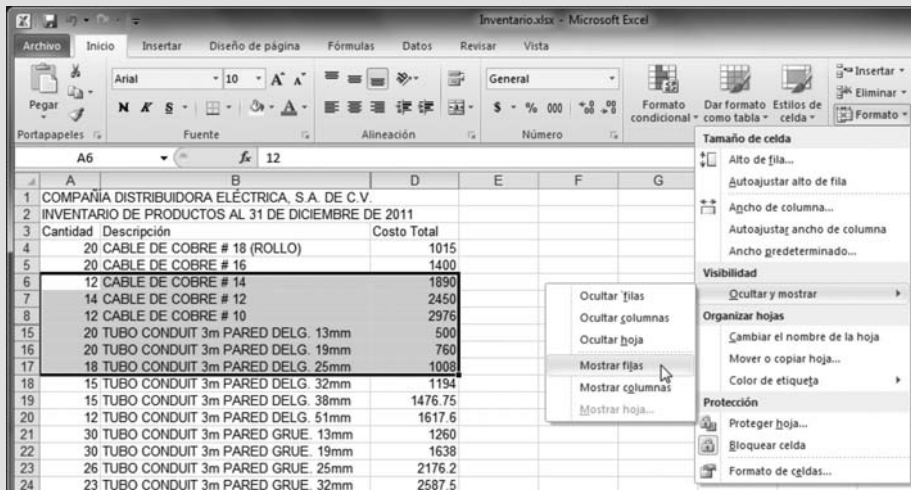 Inventario.xlsx - Microsoft Excel
Archivo Inicio Insertar Diseño de página Fórmulas Datos Revisar Vista
Pegar
Portapapeles
Arial 10 A A
N K S A
Fuente
Alineación
General
$ % 000
Número
Formato condicional
Dar formato como tabla
Estilos de celda
Insertar
Eliminar
Formato
A6 fx 12
A B D E F G
1 COMPAÑÍA DISTRIBUIDORA ELÉCTRICA, S.A. DE C.V.
2 INVENTARIO DE PRODUCTOS AL 31 DE DICIEMBRE DE 2011
3 Cantidad Descripción Costo Total
4 20 CABLE DE COBRE # 18 (ROLLO) 1015
5 20 CABLE DE COBRE # 16 1400
6 12 CABLE DE COBRE # 14 1890
7 14 CABLE DE COBRE # 12 2450
8 12 CABLE DE COBRE # 10 2976
15 20 TUBO CONDUIT 3m PARED DELG. 13mm 500
16 20 TUBO CONDUIT 3m PARED DELG. 19mm 760
17 18 TUBO CONDUIT 3m PARED DELG. 25mm 1008
18 15 TUBO CONDUIT 3m PARED DELG. 32mm 1194
19 15 TUBO CONDUIT 3m PARED DELG. 38mm 1476.75
20 12 TUBO CONDUIT 3m PARED DELG. 51mm 1617.6
21 30 TUBO CONDUIT 3m PARED GRUE. 13mm 1260
22 30 TUBO CONDUIT 3m PARED GRUE. 19mm 1638
23 26 TUBO CONDUIT 3m PARED GRUE. 25mm 2176.2
24 23 TUBO CONDUIT 3m PARED GRUE. 32mm 2587.5
Ocultar filas
Ocultar columnas
Ocultar hoja
Mostrar filas
Mostrar columnas
Mostrar hoja...
Tamaño de celda
Alto de fila...
Autoajustar alto de fila
Ancho de columna...
Autoajustar ancho de columna
Ancho predeterminado...
Visibilidad
Ocultar y mostrar
Organizar hojas
Cambiar el nombre de la hoja
Mover o copiar hoja...
Color de etiqueta
Protección
Proteger hoja...
Bloquear celda
Formato de celdas...